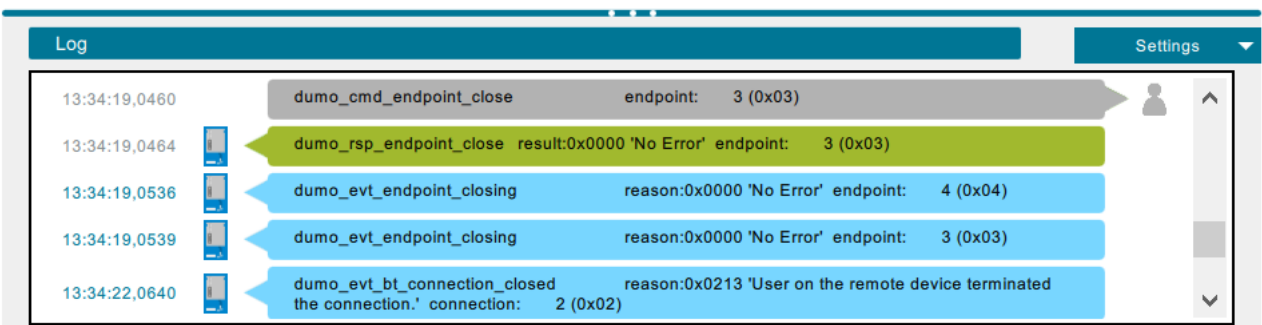 Log
Settings
13:34:19,0460 dumo_cmd_endpoint_close endpoint: 3 (0x03)
13:34:19,0464 dumo_rsp_endpoint_close result:0x0000 'No Error' endpoint: 3 (0x03)
13:34:19,0536 dumo_evt_endpoint_closing reason:0x0000 'No Error' endpoint: 4 (0x04)
13:34:19,0539 dumo_evt_endpoint_closing reason:0x0000 'No Error' endpoint: 3 (0x03)
13:34:22,0640 dumo_evt_bt_connection_closed reason:0x0213 'User on the remote device terminated
the connection.' connection: 2 (0x02)